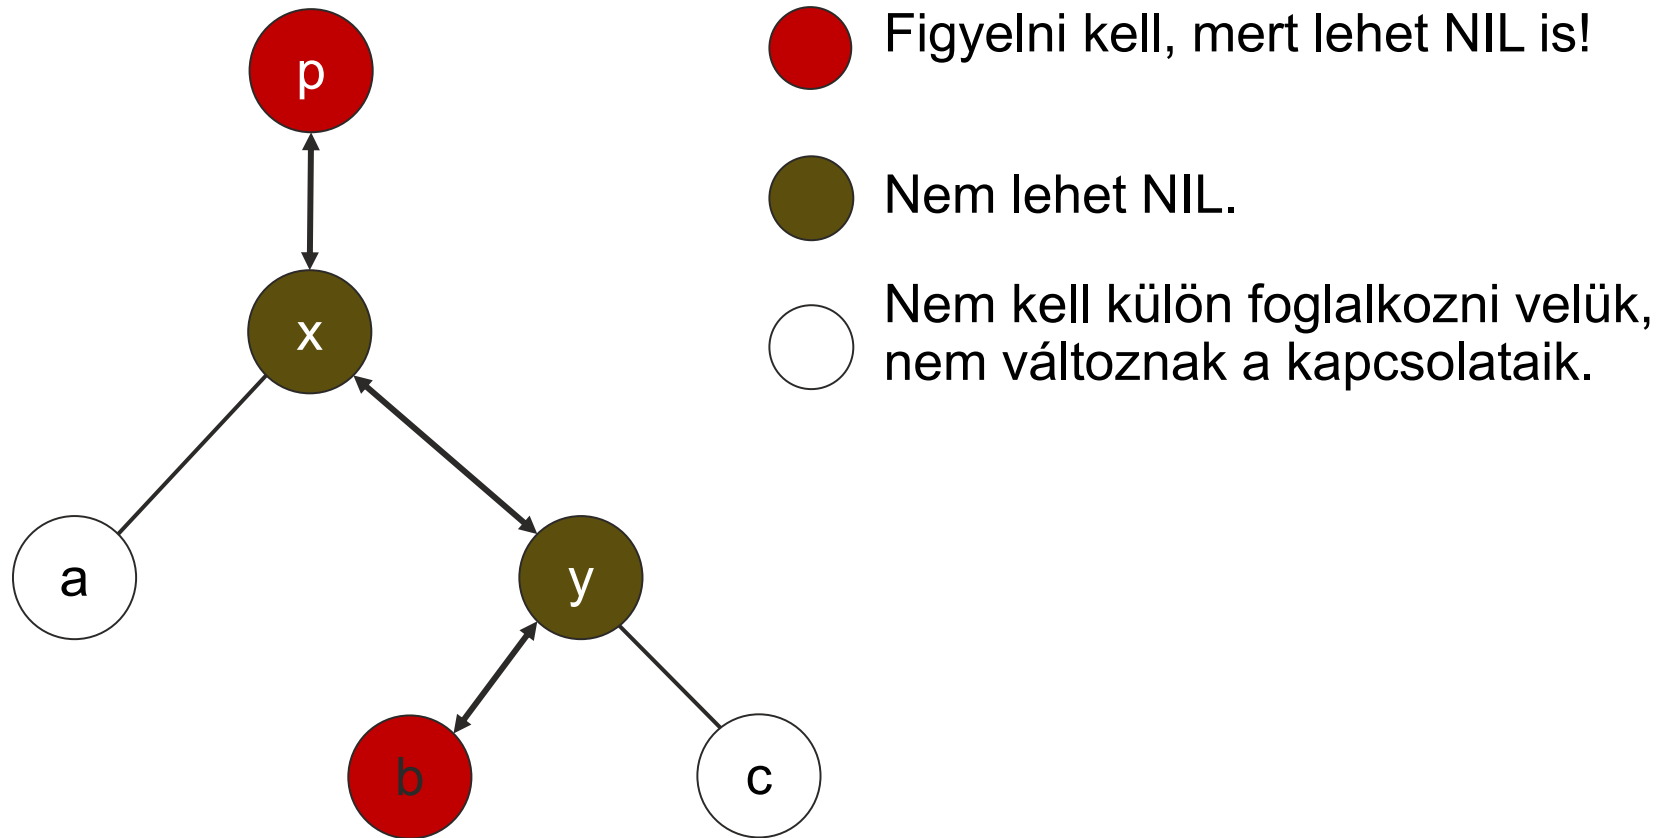 p
Figyelni kell, mert lehet NIL is!
Nem lehet NIL.
x
Nem kell külön foglalkozni velük,
nem változnak a kapcsolataik.
a
y
b
c